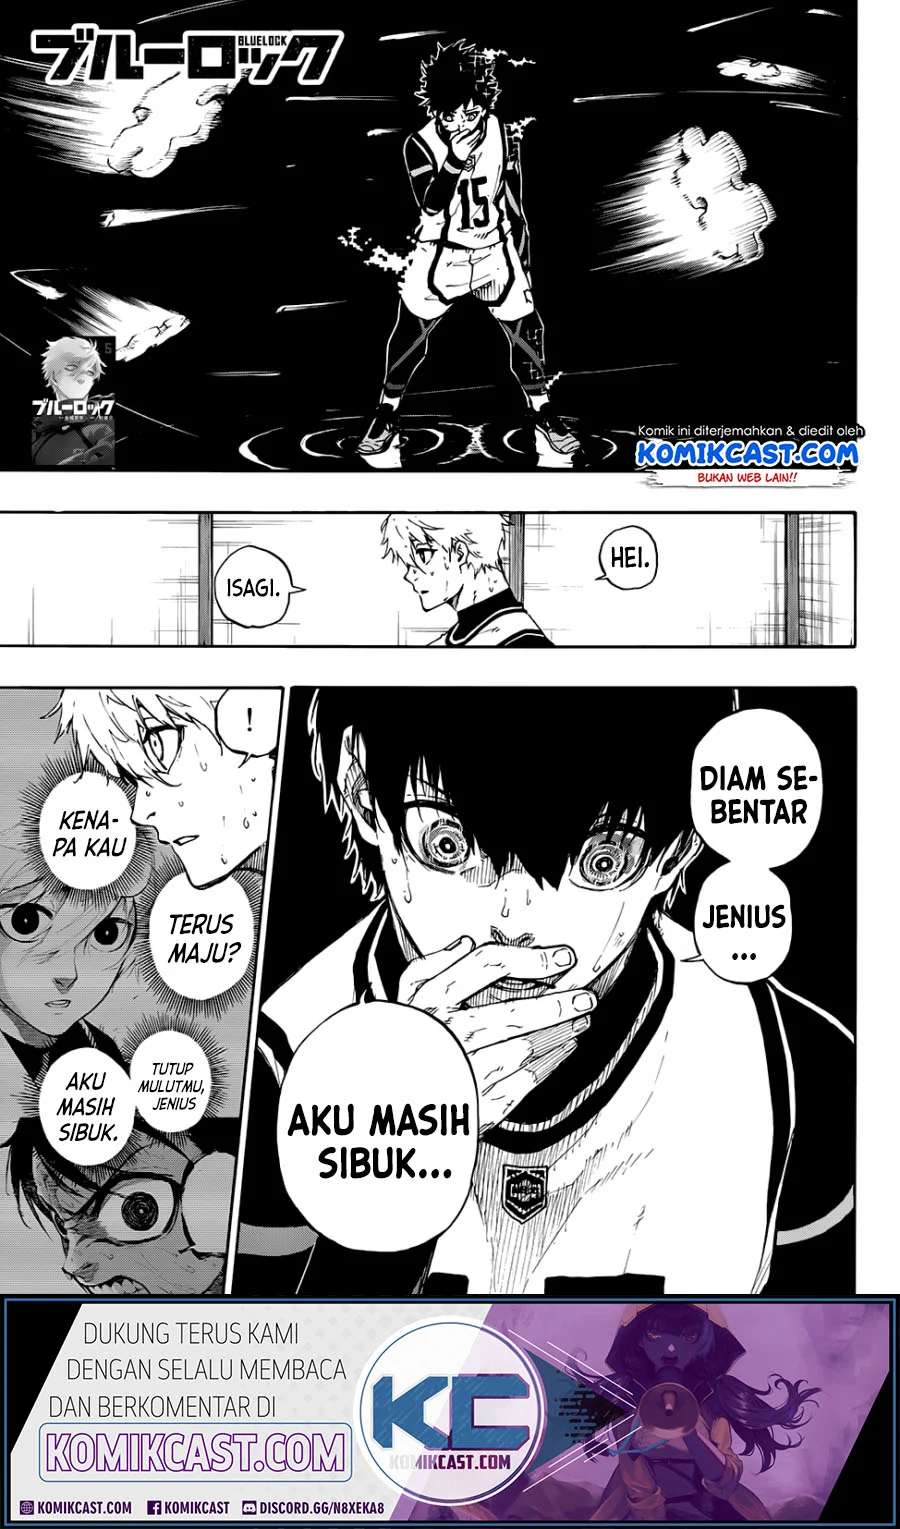 ブルーロック
BLUELOCK
15
5
ブルーロック
Komik ini diterjemahkan & diedit oleh
KOMIKCAST.COM
BUKAN WEB LAIN!!
HEI.
ISAGI.
DIAM SE-
BENTAR
JENIUS
...
AKU MASIH
SIBUK...
!
KENA-
PA KAU
TERUS
MAJU?
TUTUP
MULUTMU,
JENIUS
AKU
MASIH
SIBUK.
DUKUNG TERUS KAMI
DENGAN SELALU MEMBACA
DAN BERKOMENTAR DI
KOMIKCAST.COM
KOMIKCAST.COM
KOMIKCAST
DISCORD.GG/N8XEKA8
KC
KOMIKCAST.COM